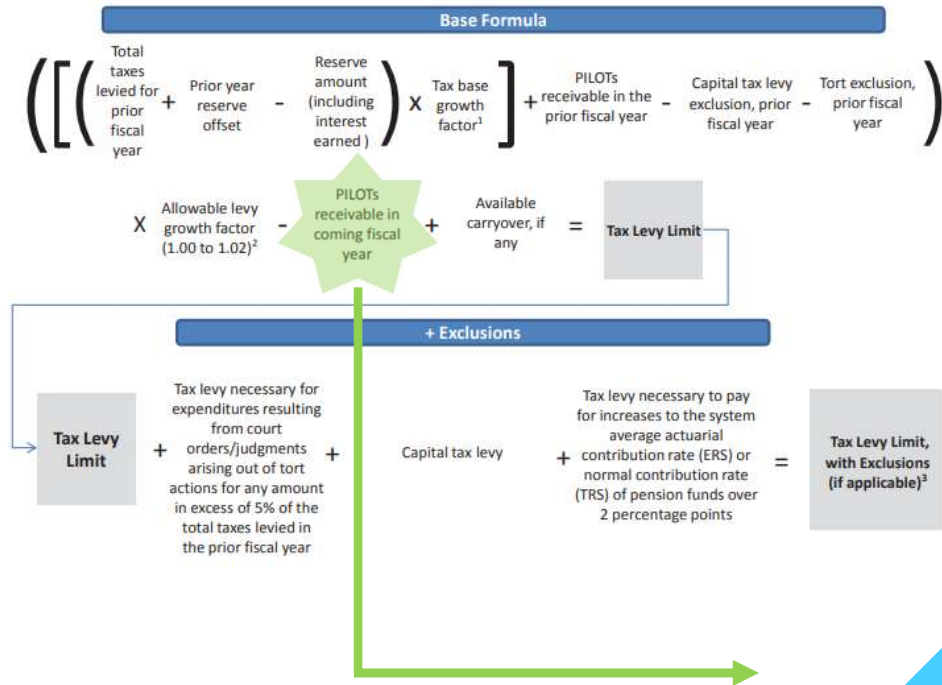 Base Formula
( [ ( Total taxes levied for prior fiscal year + Prior year reserve offset - Reserve amount (including interest earned ) ) X Tax base growth factor¹ ] + PILOTs receivable in the prior fiscal year - Capital tax levy exclusion, prior fiscal year - Tort exclusion, prior fiscal year )
X Allowable levy growth factor (1.00 to 1.02)² - PILOTs receivable in coming fiscal year + Available carryover, if any = Tax Levy Limit
+ Exclusions
Tax Levy Limit + Tax levy necessary for expenditures resulting from court orders/judgments arising out of tort actions for any amount in excess of 5% of the total taxes levied in the prior fiscal year + Capital tax levy + Tax levy necessary to pay for increases to the system average actuarial contribution rate (ERS) or normal contribution rate (TRS) of pension funds over 2 percentage points = Tax Levy Limit, with Exclusions (if applicable)³